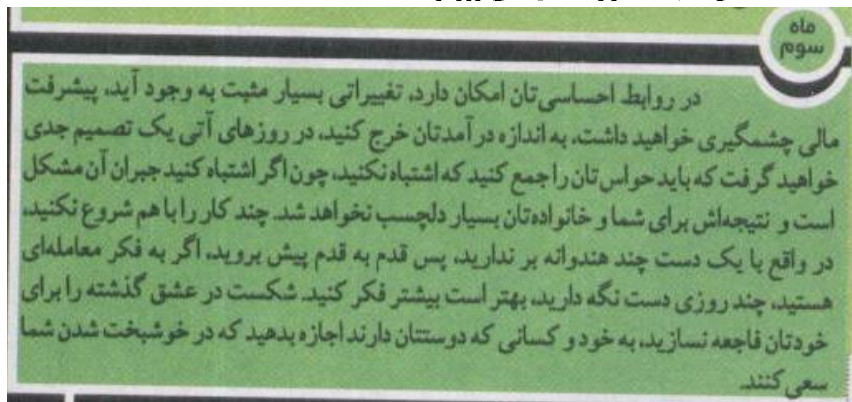 ماه
سوم
در روابط احساسی‌تان امکان دارد، تغییراتی بسیار مثبت به وجود آید، پیشرفت
مالی چشمگیری خواهید داشت، به اندازه درآمدتان خرج کنید، در روزهای آتی یک تصمیم جدی
خواهید گرفت که باید حواس‌تان را جمع کنید که اشتباه نکنید، چون اگر اشتباه کنید جبران آن مشکل
است و نتیجه‌اش برای شما و خانواده‌تان بسیار دلچسب نخواهد شد. چند کار را با هم شروع نکنید،
در واقع با یک دست چند هندوانه بر ندارید، پس قدم به قدم پیش بروید، اگر به فکر معامله‌ای
هستید، چند روزی دست نگه دارید، بهتر است بیشتر فکر کنید. شکست در عشق گذشته را برای
خودتان فاجعه نسازید، به خود و کسانی که دوستتان دارند اجازه بدهید که در خوشبخت شدن شما
سعی کنند.